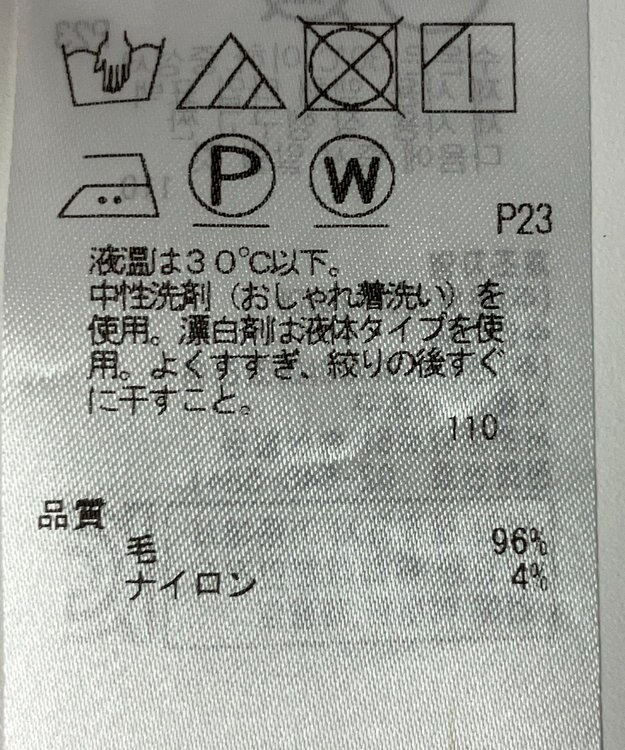 P W
P23
液温は30℃以下。
中性洗剤（おしゃれ着洗い）を
使用。漂白剤は液体タイプを使
用。よくすすぎ、絞りの後すぐ
に干すこと。
110
品質
毛 96%
ナイロン 4%